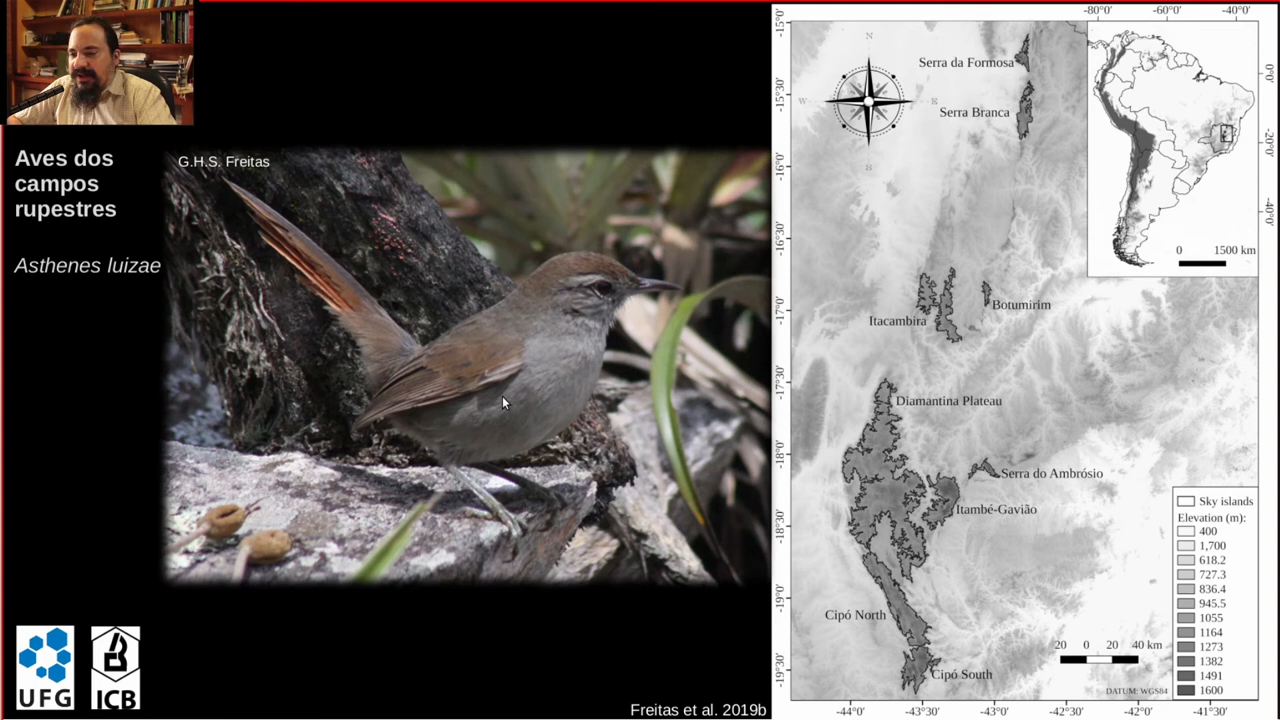 G.H.S. Freitas
Aves dos
campos
rupestres
Asthenes luizae
UFG
ICB
Freitas et al. 2019b
-80°0' -60°0' -40°0'
0°0'
-20°0'
-40°0'
0 1500 km
-15°0'
-15°30'
-16°0'
-16°30'
-17°0'
-17°30'
-18°0'
-18°30'
-19°0'
-19°30'
N
W E
Serra da Formosa
Serra Branca
Botumirim
Itacambira
Diamantina Plateau
Serra do Ambrósio
Itambé-Gavião
Cipó North
Cipó South
20 0 20 40 km
DATUM: WGS84
Sky islands
Elevation (m):
400
1,700
618.2
727.3
836.4
945.5
1055
1164
1273
1382
1491
1600
-44°0' -43°30' -43°0' -42°30' -42°0' -41°30'